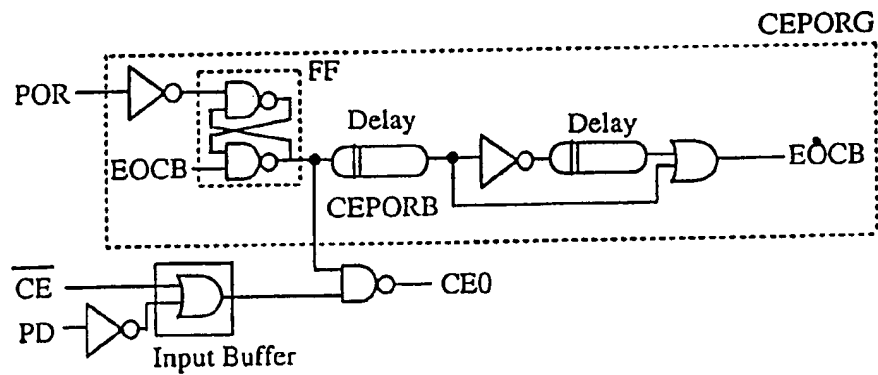 CEPORG
POR
FF
Delay
Delay
EOCB
EOCB
CEPORB
CE
CE0
PD
Input Buffer